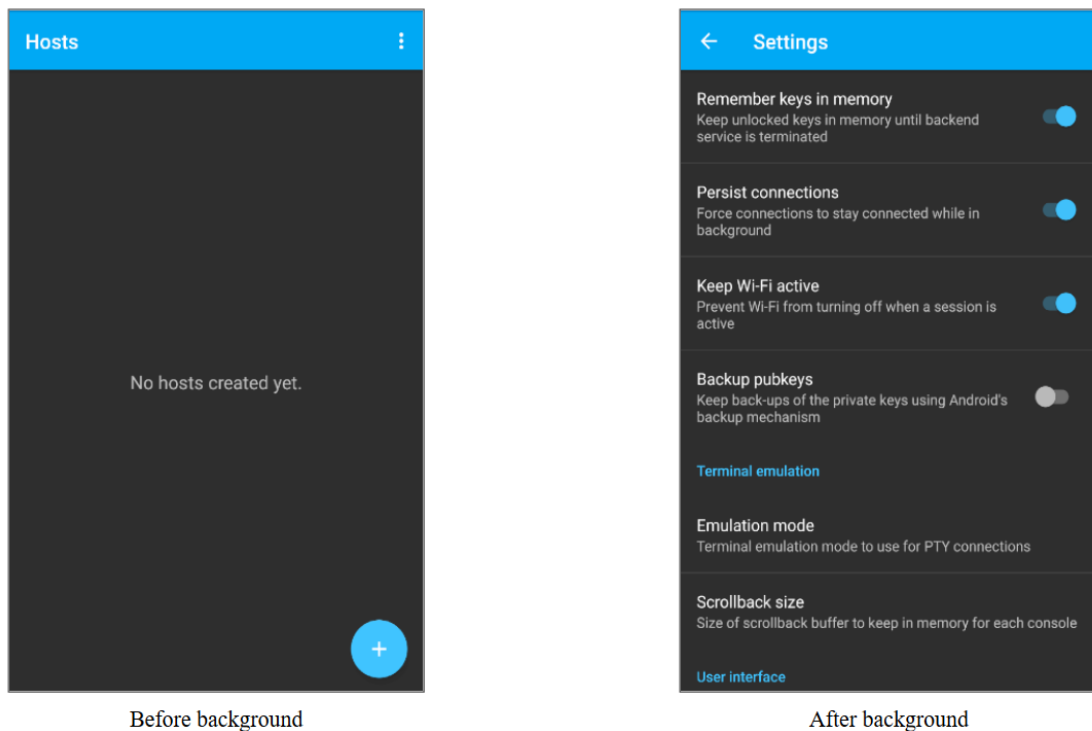 Hosts
No hosts created yet.
+
Before background
Settings
Remember keys in memory
Keep unlocked keys in memory until backend
service is terminated
Persist connections
Force connections to stay connected while in
background
Keep Wi-Fi active
Prevent Wi-Fi from turning off when a session is
active
Backup pubkeys
Keep back-ups of the private keys using Android's
backup mechanism
Terminal emulation
Emulation mode
Terminal emulation mode to use for PTY connections
Scrollback size
Size of scrollback buffer to keep in memory for each console
User interface
After background